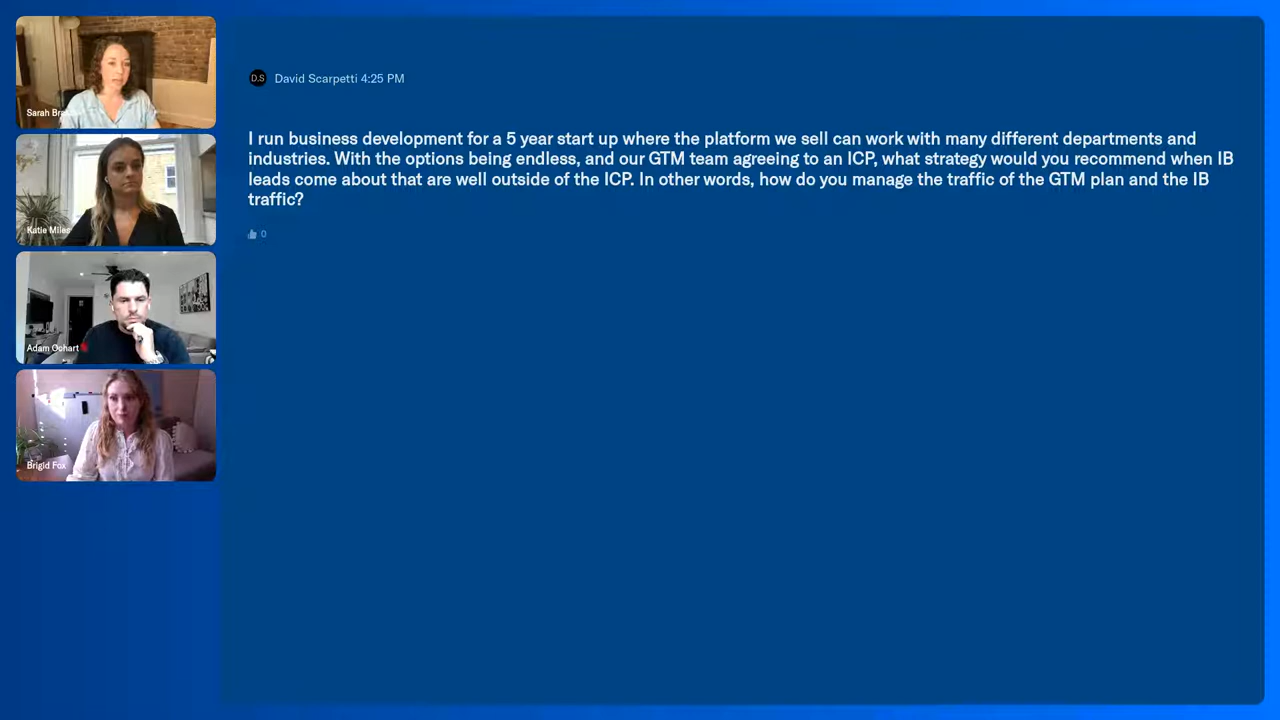 Sarah
Katie Miles
Adam Gohart
Brigid Fox
D.S
David Scarpetti 4:25 PM
I run business development for a 5 year start up where the platform we sell can work with many different departments and
industries. With the options being endless, and our GTM team agreeing to an ICP, what strategy would you recommend when IB
leads come about that are well outside of the ICP. In other words, how do you manage the traffic of the GTM plan and the IB
traffic?
0